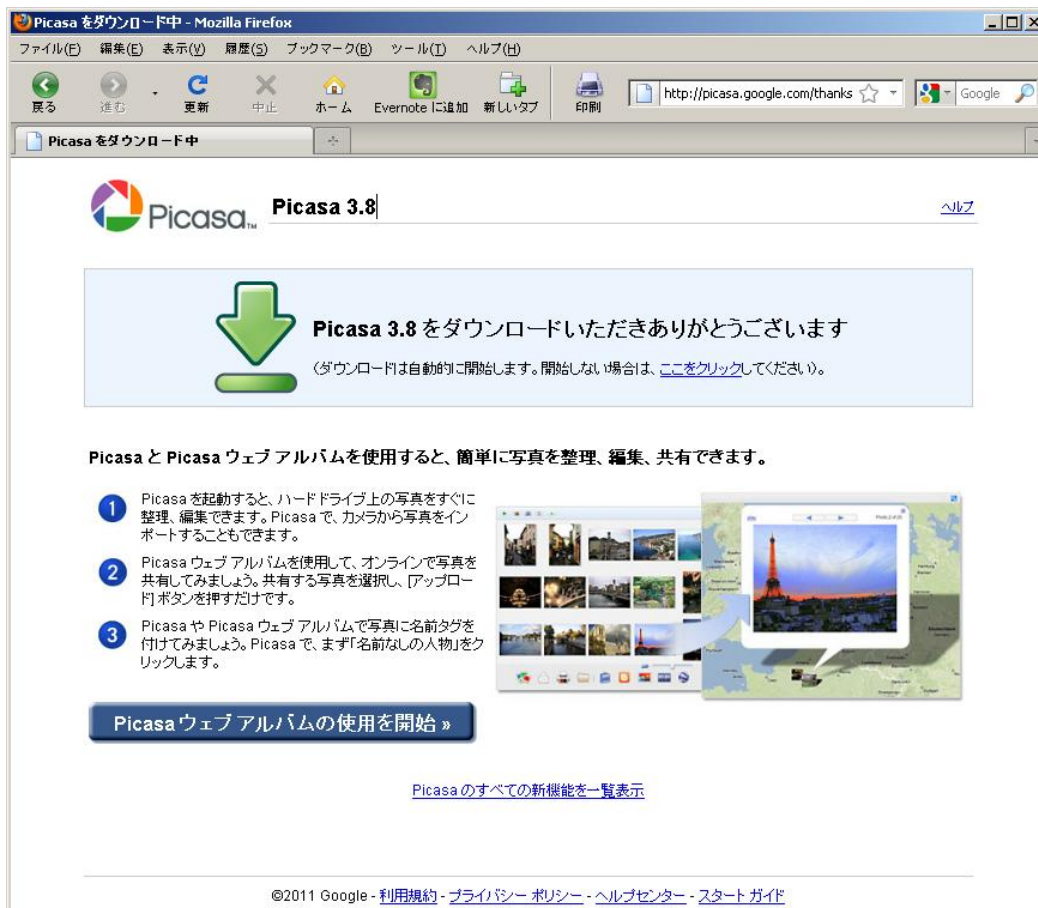 Picasa をダウンロード中 - Mozilla Firefox
ファイル(F) 編集(E) 表示(V) 履歴(S) ブックマーク(B) ツール(T) ヘルプ(H)
戻る 進む 更新 中止 ホーム Evernote に追加 新しいタブ 印刷 http://picasa.google.com/thanks Google
Picasa をダウンロード中
Picasa™ Picasa 3.8 ヘルプ
Picasa 3.8 をダウンロードいただきありがとうございます
(ダウンロードは自動的に開始します。開始しない場合は、ここをクリックしてください)。
Picasa と Picasa ウェブ アルバムを使用すると、簡単に写真を整理、編集、共有できます。
1 Picasa を起動すると、ハード ドライブ上の写真をすぐに
整理、編集できます。Picasa で、カメラから写真をイン
ポートすることもできます。
2 Picasa ウェブ アルバムを使用して、オンラインで写真を
共有してみましょう。共有する写真を選択し、[アップロー
ド] ボタンを押すだけです。
3 Picasa や Picasa ウェブ アルバムで写真に名前タグを
付けてみましょう。Picasa で、まず「名前なしの人物」をク
リックします。
Picasa ウェブ アルバムの使用を開始 »
Picasa のすべての新機能を一覧表示
©2011 Google - 利用規約 - プライバシー ポリシー - ヘルプセンター - スタート ガイド